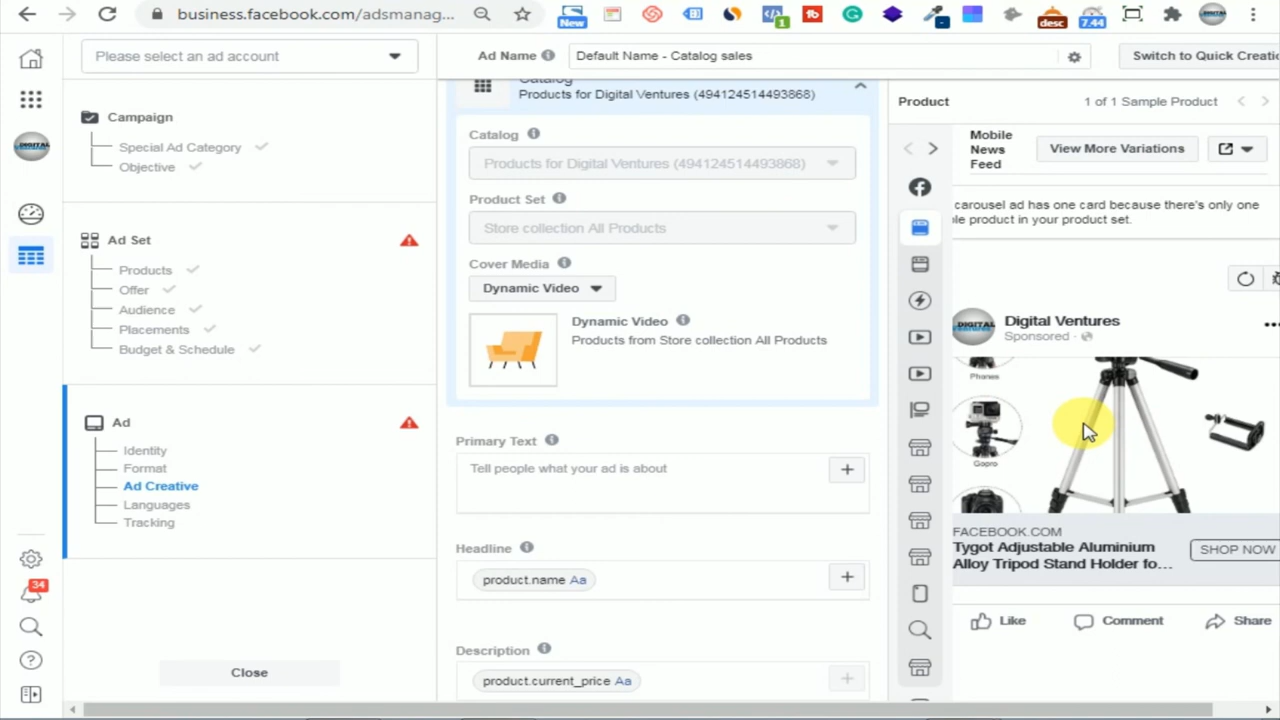 business.facebook.com/adsmanag...
New
1
desc
7.44
Please select an ad account
Ad Name
Default Name - Catalog sales
Switch to Quick Creati
Campaign
Special Ad Category
Objective
Ad Set
Products
Offer
Audience
Placements
Budget & Schedule
Ad
Identity
Format
Ad Creative
Languages
Tracking
Close
34
Catalog
Products for Digital Ventures (494124514493868)
Catalog
Products for Digital Ventures (494124514493868)
Product Set
Store collection All Products
Cover Media
Dynamic Video
Dynamic Video
Products from Store collection All Products
Primary Text
Tell people what your ad is about
Headline
product.name Aa
Description
product.current_price Aa
Product
1 of 1 Sample Product
Mobile
News
Feed
View More Variations
carousel ad has one card because there's only one
le product in your product set.
Digital Ventures
Sponsored ·
Phones
Gopro
FACEBOOK.COM
Tygot Adjustable Aluminium
Alloy Tripod Stand Holder fo...
SHOP NOW
Like
Comment
Share